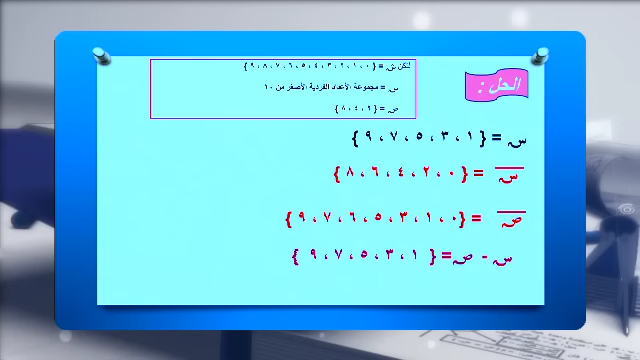 لتكن ش = { ٠ ، ١ ، ٢ ، ٣ ، ٤ ، ٥ ، ٦ ، ٧ ، ٨ ، ٩ }
س = مجموعة الأعداد الفردية الأصغر من ١٠
ص = { ٢ ، ٤ ، ٨ }
الحل :
س = { ١ ، ٣ ، ٥ ، ٧ ، ٩ }
س̅ = { ٠ ، ٢ ، ٤ ، ٦ ، ٨ }
ص̅ = { ٠ ، ١ ، ٣ ، ٥ ، ٦ ، ٧ ، ٩ }
س - ص = { ١ ، ٣ ، ٥ ، ٧ ، ٩ }